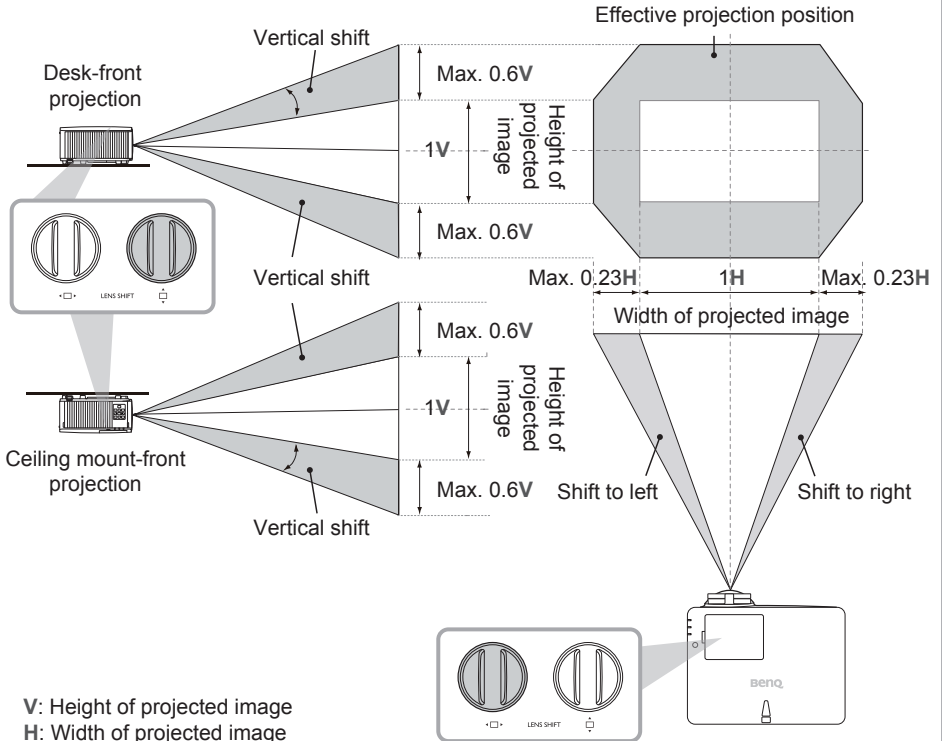 Effective projection position
Vertical shift
Desk-front
projection
Max. 0.6V
1V
Height of
projected
image
Max. 0.6V
Vertical shift
LENS SHIFT
Max. 0.23H
1H
Max. 0.23H
Width of projected image
Max. 0.6V
1V
Height of
projected
image
Max. 0.6V
Ceiling mount-front
projection
Vertical shift
Shift to left
Shift to right
BenQ
LENS SHIFT
V: Height of projected image
H: Width of projected image